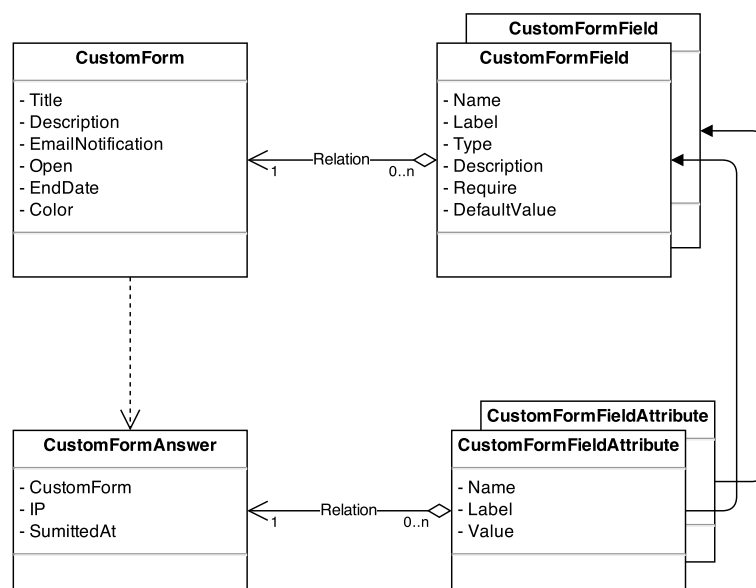 CustomFormField
CustomForm
- Title
- Description
- EmailNotification
- Open
- EndDate
- Color
Relation
1
0..n
CustomFormField
- Name
- Label
- Type
- Description
- Require
- DefaultValue
CustomFormFieldAttribute
CustomFormAnswer
- CustomForm
- IP
- SumittedAt
Relation
1
0..n
CustomFormFieldAttribute
- Name
- Label
- Value